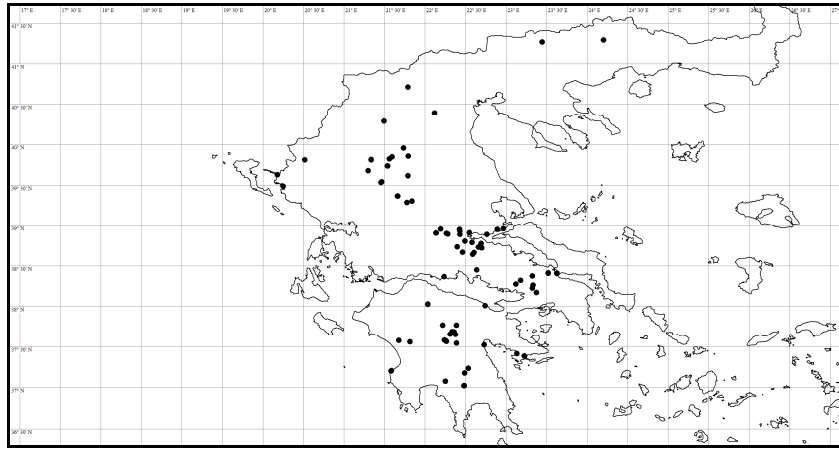 17° E
17° 30' E
18° E
18° 30' E
19° E
19° 30' E
20° E
20° 30' E
21° E
21° 30' E
22° E
22° 30' E
23° E
23° 30' E
24° E
24° 30' E
25° E
25° 30' E
26° E
26° 30' E
41° 30' N
41° N
40° 30' N
40° N
39° 30' N
39° N
38° 30' N
38° N
37° 30' N
37° N
36° 30' N